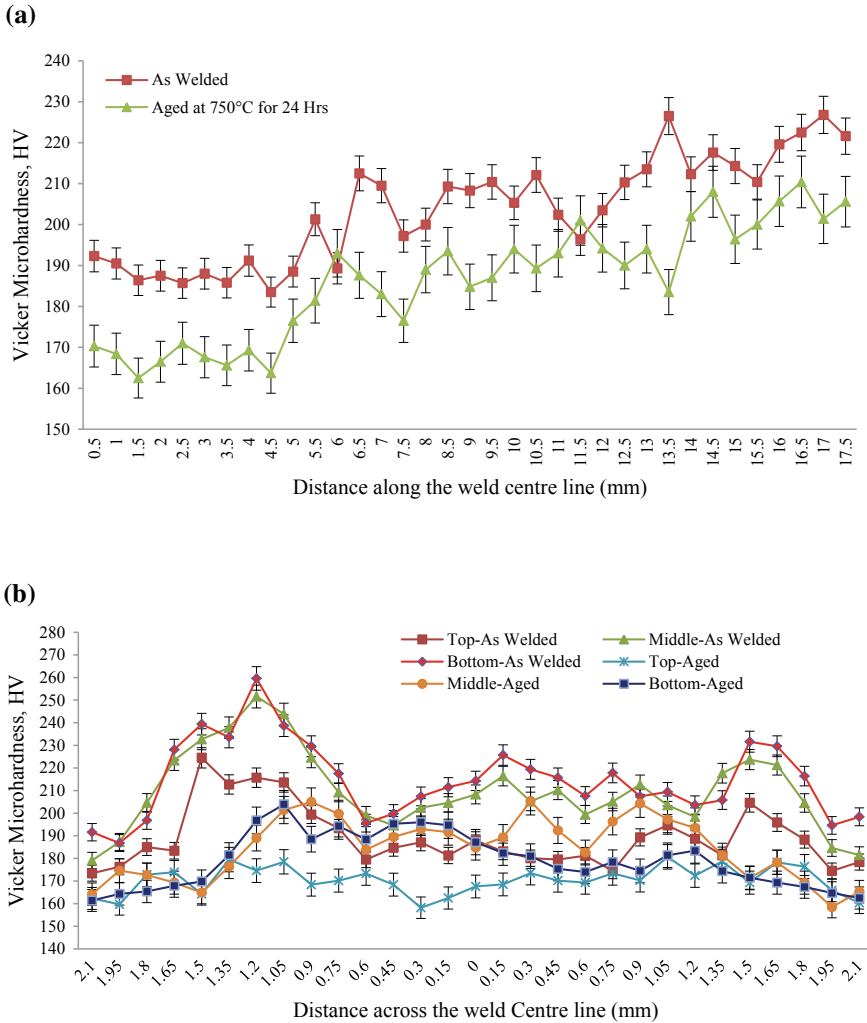 (a)
240
230
220
210
200
190
180
170
160
150
Vicker Microhardness, HV
As Welded
Aged at 750°C for 24 Hrs
0.5 1 1.5 2 2.5 3 3.5 4 4.5 5 5.5 6 6.5 7 7.5 8 8.5 9 9.5 10 10.5 11 11.5 12 12.5 13 13.5 14 14.5 15 15.5 16 16.5 17 17.5
Distance along the weld centre line (mm)
(b)
280
270
260
250
240
230
220
210
200
190
180
170
160
150
140
Vicker Microhardness, HV
Top-As Welded Middle-As Welded
Bottom-As Welded Top-Aged
Middle-Aged Bottom-Aged
2.1 1.95 1.8 1.65 1.5 1.35 1.2 1.05 0.9 0.75 0.6 0.45 0.3 0.15 0 0.15 0.3 0.45 0.6 0.75 0.9 1.05 1.2 1.35 1.5 1.65 1.8 1.95 2.1
Distance across the weld Centre line (mm)